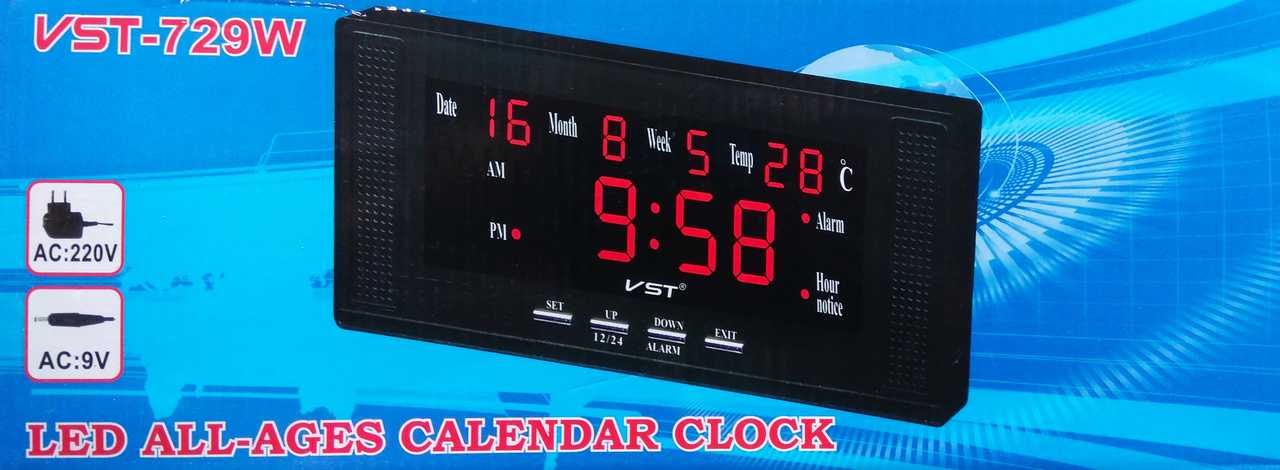 VST-729W
Date 16 Month 8 Week 5 Temp 28 °C
AM
PM
9:58
Alarm
Hour
notice
VST®
SET UP DOWN EXIT
12/24 ALARM
AC:220V
AC:9V
LED ALL-AGES CALENDAR CLOCK